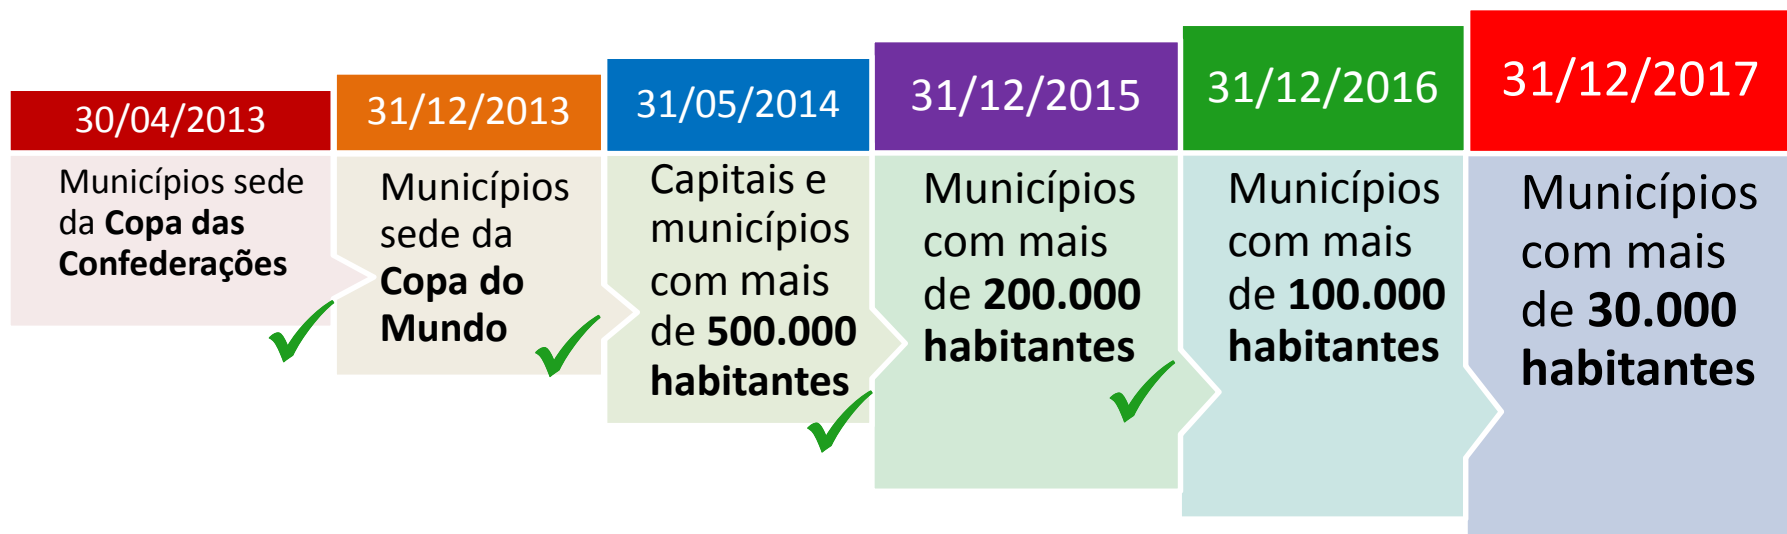 30/04/2013
Municípios sede
da Copa das
Confederações
31/12/2013
Municípios
sede da
Copa do
Mundo
31/05/2014
Capitais e
municípios
com mais
de 500.000
habitantes
31/12/2015
Municípios
com mais
de 200.000
habitantes
31/12/2016
Municípios
com mais
de 100.000
habitantes
31/12/2017
Municípios
com mais
de 30.000
habitantes